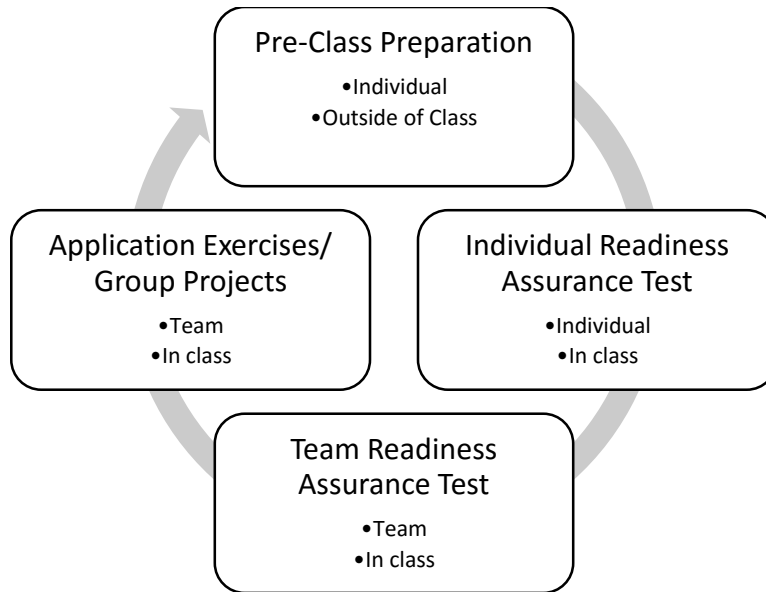 Pre-Class Preparation
•Individual
•Outside of Class
Individual Readiness
Assurance Test
•Individual
•In class
Team Readiness
Assurance Test
•Team
•In class
Application Exercises/
Group Projects
•Team
•In class